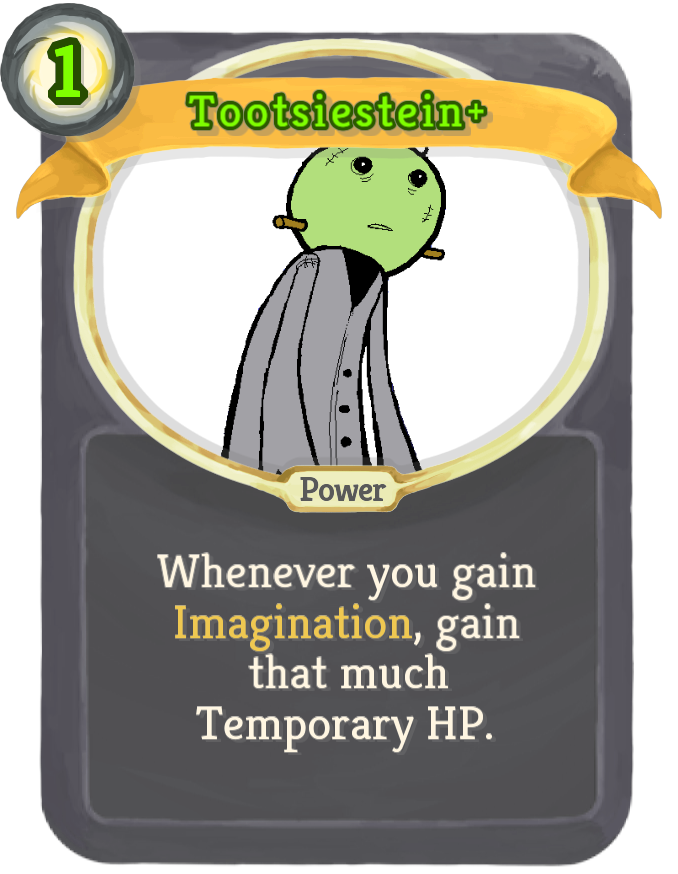 1
Tootsiestein+
Power
Whenever you gain
Imagination, gain
that much
Temporary HP.